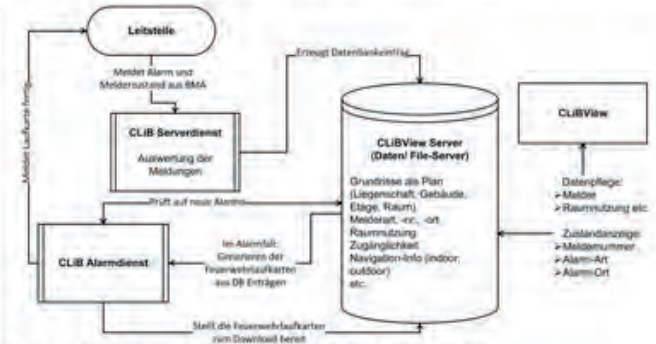 Leitstelle
Erzeugt Datenbankeintrag
Meldet Alarm und
Melderzustand aus BMA
Meldet Laufkarte fertig
CLiB Serverdienst
Auswertung der
Meldungen
CLiBView Server
(Daten/ File-Server)
Grundrisse als Plan
(Liegenschaft, Gebäude,
Etage, Raum)
Melderart, -nr., -ort
Raumnutzung
Zugänglichkeit
Navigation-Info (indoor,
outdoor)
etc.
CLiBView
Datenpflege:
➢Melder
➢Raumnutzung etc.
Zustandanzeige:
➢Meldernummer
➢Alarm-Art
➢Alarm-Ort
Prüft auf neue Alarme
CLiB Alarmdienst
Im Alarmfall:
Generieren der
Feuerwehrlaufkarten
aus DB Enträgen
Stellt die Feuerwehrlaufkarten
zum Download bereit